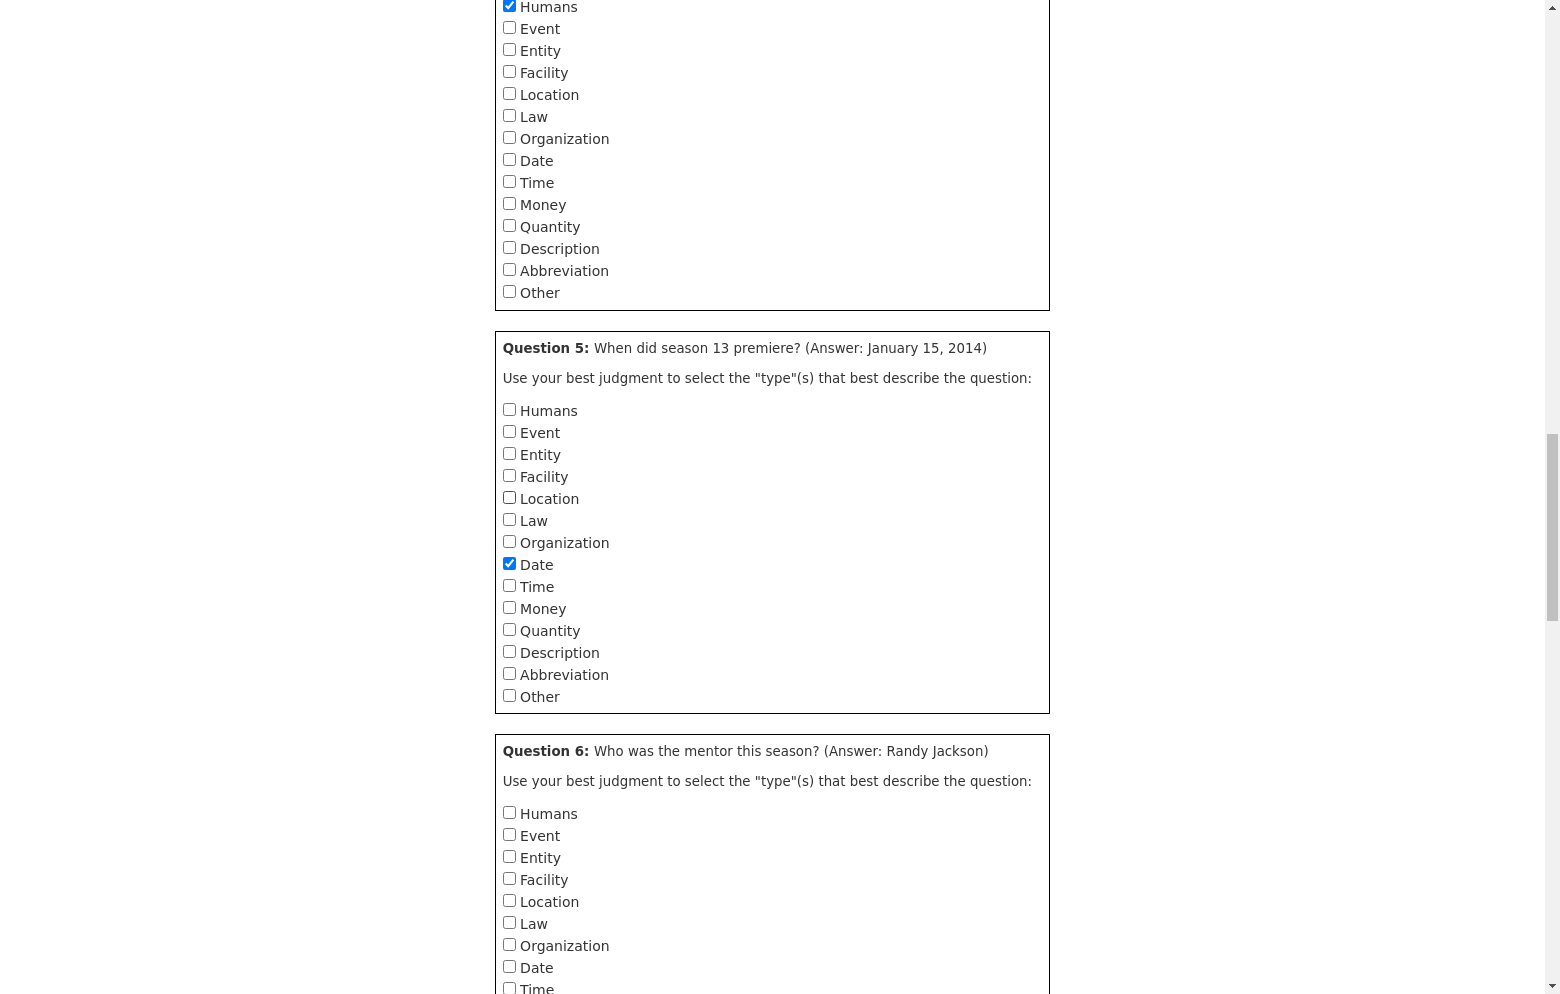 Humans
Event
Entity
Facility
Location
Law
Organization
Date
Time
Money
Quantity
Description
Abbreviation
Other
Question 5: When did season 13 premiere? (Answer: January 15, 2014)
Use your best judgment to select the "type"(s) that best describe the question:
Humans
Event
Entity
Facility
Location
Law
Organization
Date
Time
Money
Quantity
Description
Abbreviation
Other
Question 6: Who was the mentor this season? (Answer: Randy Jackson)
Use your best judgment to select the "type"(s) that best describe the question:
Humans
Event
Entity
Facility
Location
Law
Organization
Date
Time